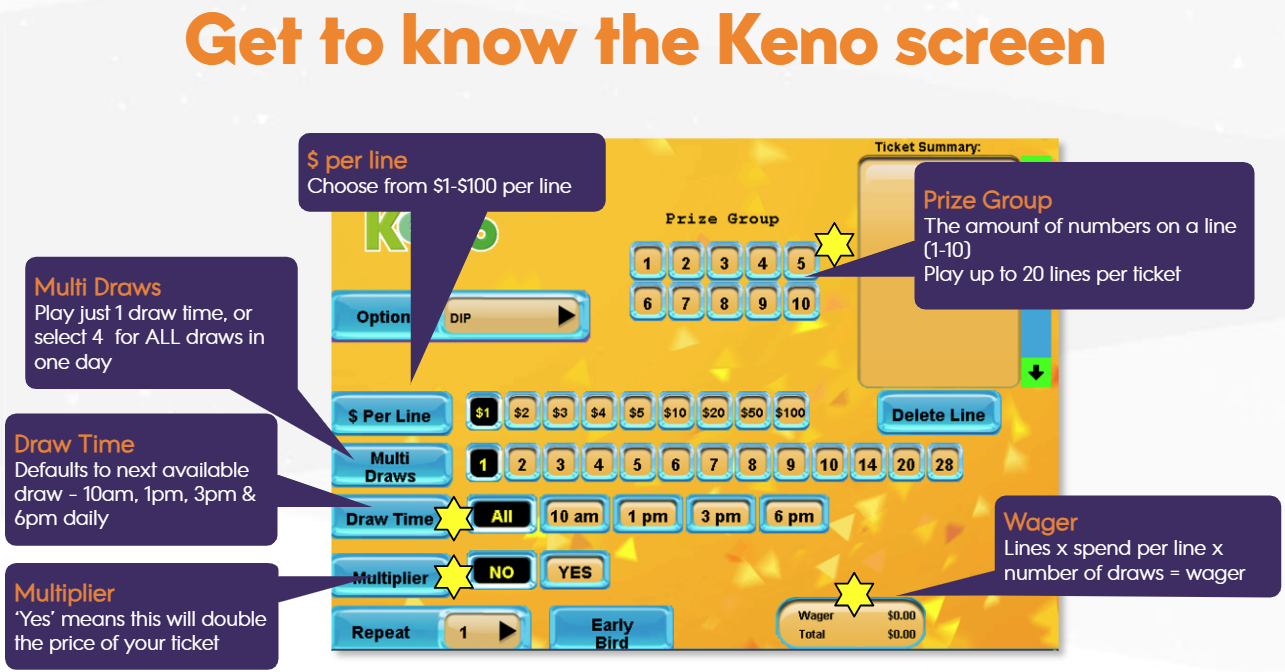 Get to know the Keno screen
$ per line
Choose from $1-$100 per line
Ticket Summary:
Prize Group
The amount of numbers on a line
(1-10)
Play up to 20 lines per ticket
Prize Group
1 2 3 4 5
6 7 8 9 10
Multi Draws
Play just 1 draw time, or
select 4 for ALL draws in
one day
Option
DIP
$ Per Line
$1 $2 $3 $4 $5 $10 $20 $50 $100
Delete Line
Multi
Draws
1 2 3 4 5 6 7 8 9 10 14 20 28
Draw Time
Defaults to next available
draw - 10am, 1pm, 3pm &
6pm daily
Draw Time
All 10 am 1 pm 3 pm 6 pm
Multiplier
'Yes' means this will double
the price of your ticket
Multiplier
NO YES
Wager
Lines x spend per line x
number of draws = wager
Repeat
1
Early
Bird
Wager $0.00
Total $0.00